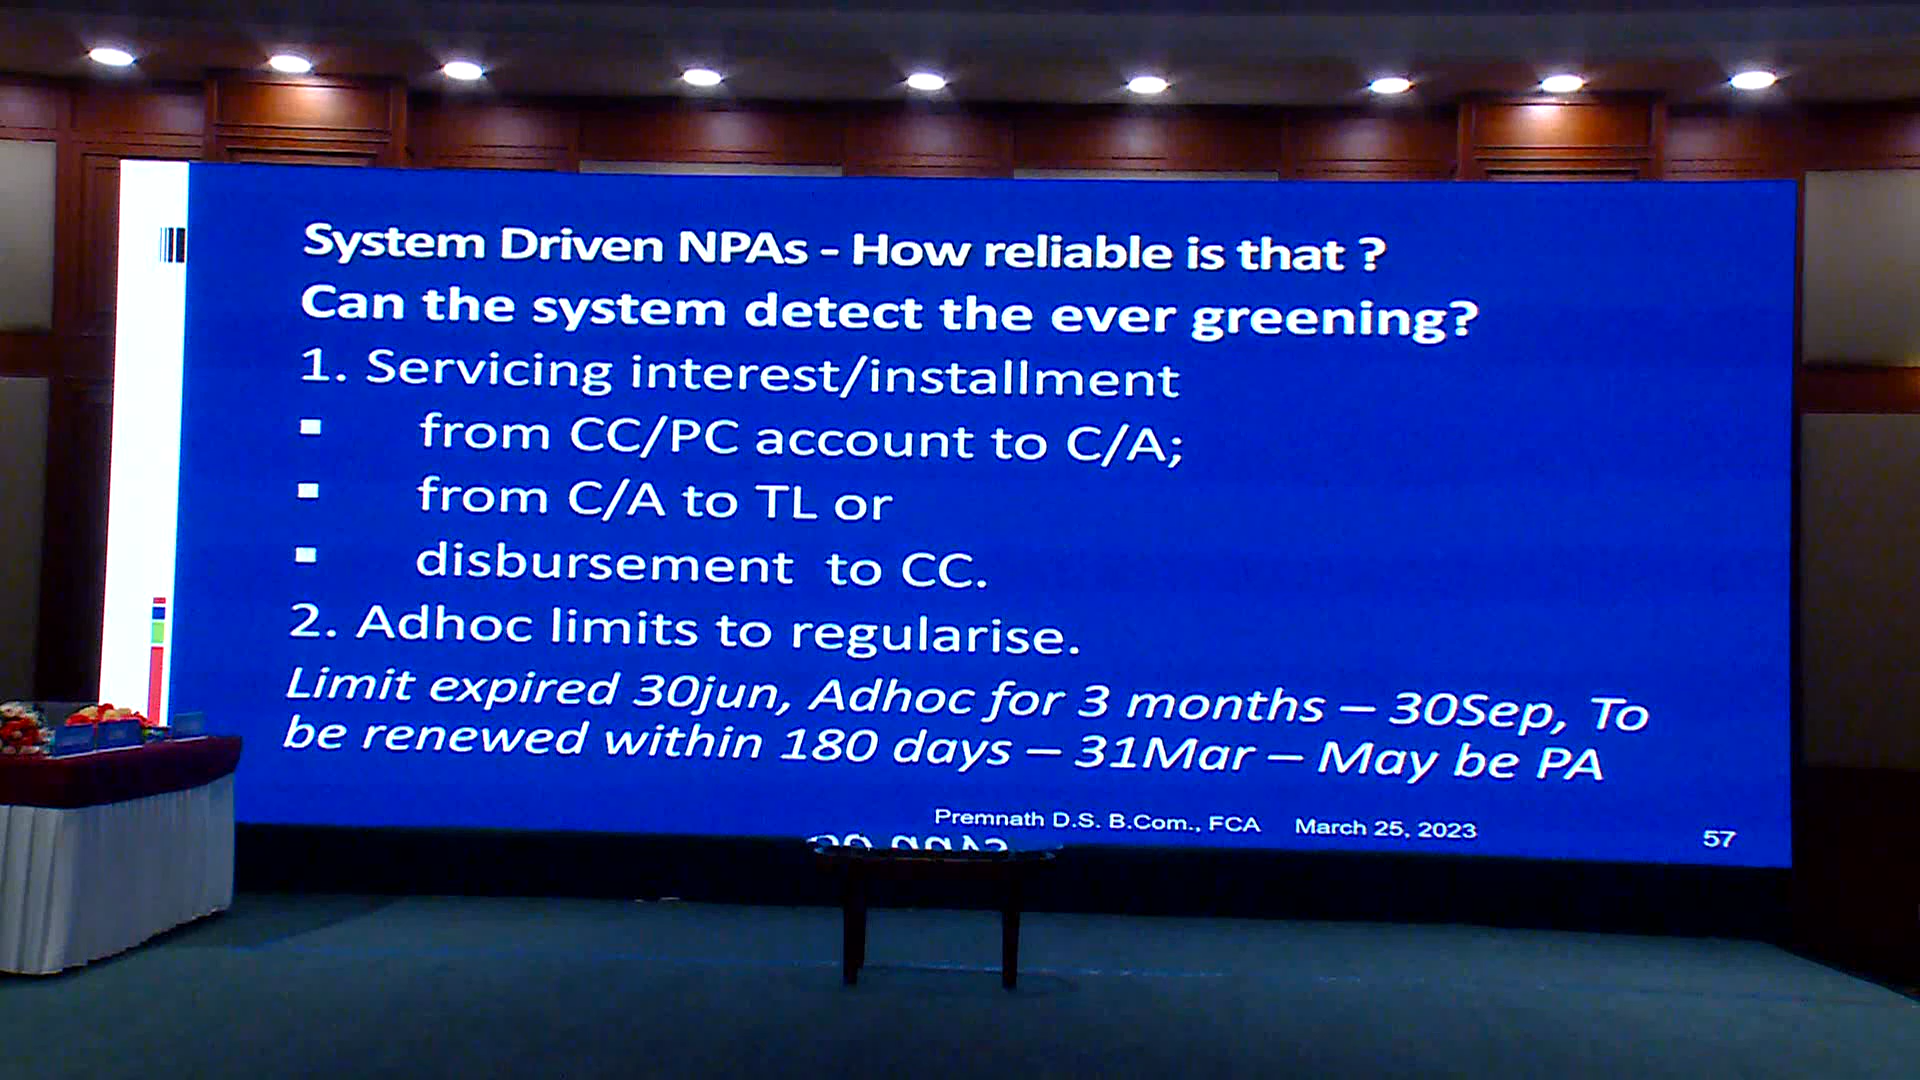 System Driven NPAs - How reliable is that ?
Can the system detect the ever greening?
1. Servicing interest/installment
▪ from CC/PC account to C/A;
▪ from C/A to TL or
▪ disbursement to CC.
2. Adhoc limits to regularise.
Limit expired 30jun, Adhoc for 3 months – 30Sep, To
be renewed within 180 days – 31Mar – May be PA
Premnath D.S. B.Com., FCA March 25, 2023
57